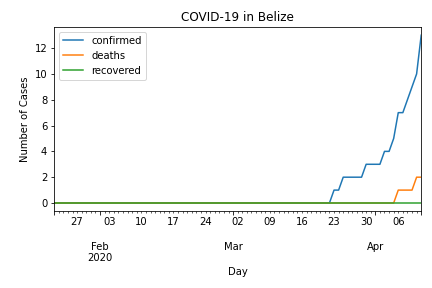 COVID-19 in Belize
confirmed
deaths
recovered
Number of Cases
12
10
8
6
4
2
0
27 03 10 17 24 02 09 16 23 30 06
Feb Mar Apr
2020
Day